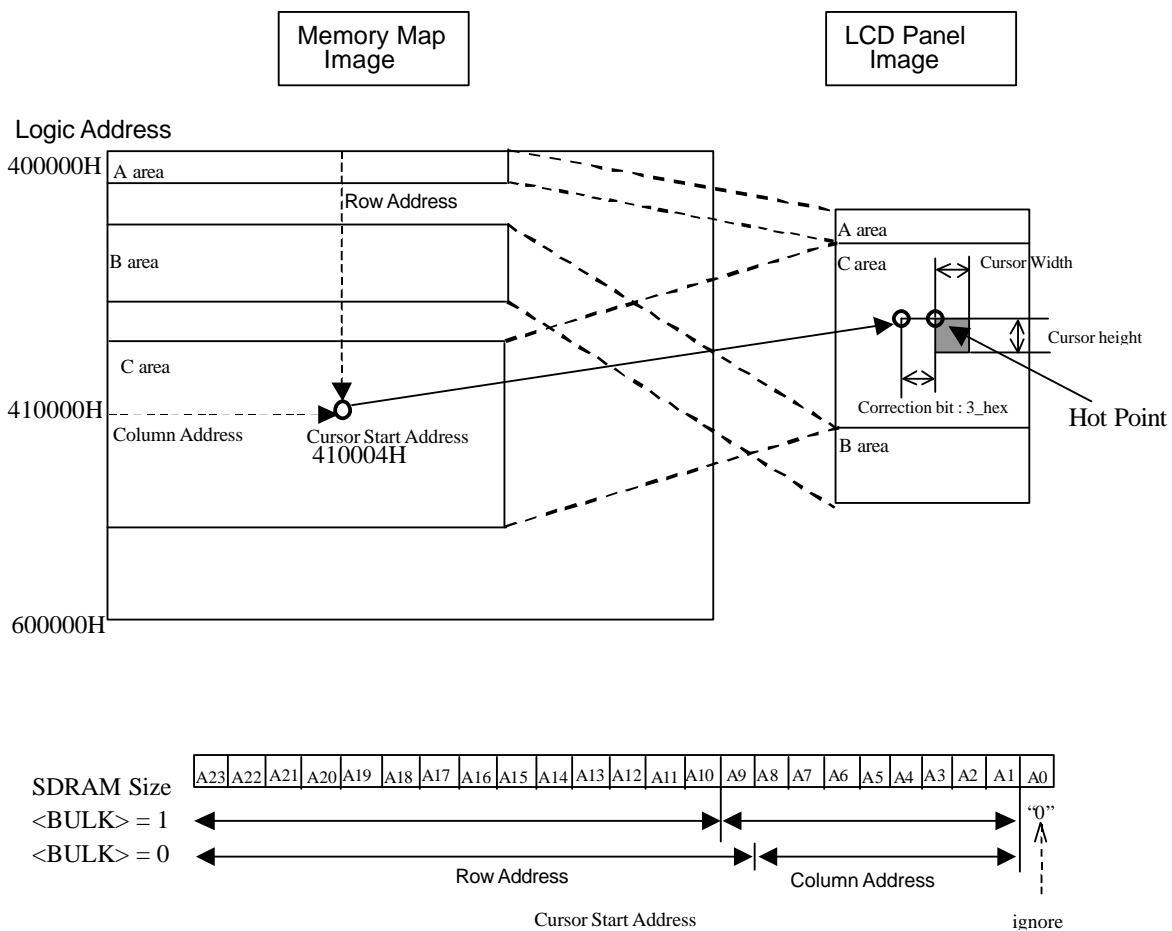 Memory Map
Image
LCD Panel
Image
Logic Address
400000H
A area
Row Address
B area
C area
410000H
Column Address
Cursor Start Address
410004H
600000H
A area
C area
Cursor Width
Cursor height
Correction bit : 3_hex
Hot Point
B area
A23 A22 A21 A20 A19 A18 A17 A16 A15 A14 A13 A12 A11 A10 A9 A8 A7 A6 A5 A4 A3 A2 A1 A0
SDRAM Size
<BULK> = 1
"0"
<BULK> = 0
Row Address
Column Address
Cursor Start Address
ignore